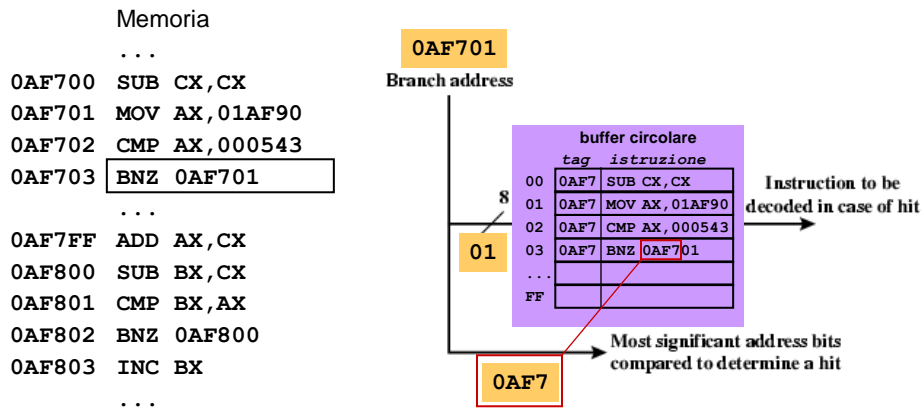 Memoria
...
0AF700 SUB CX,CX
0AF701 MOV AX,01AF90
0AF702 CMP AX,000543
0AF703 BNZ 0AF701
...
0AF7FF ADD AX,CX
0AF800 SUB BX,CX
0AF801 CMP BX,AX
0AF802 BNZ 0AF800
0AF803 INC BX
...
0AF701
Branch address
8
01
buffer circolare
tag istruzione
00 0AF7 SUB CX,CX
01 0AF7 MOV AX,01AF90
02 0AF7 CMP AX,000543
03 0AF7 BNZ 0AF701
...
FF
Instruction to be
decoded in case of hit
Most significant address bits
compared to determine a hit
0AF7